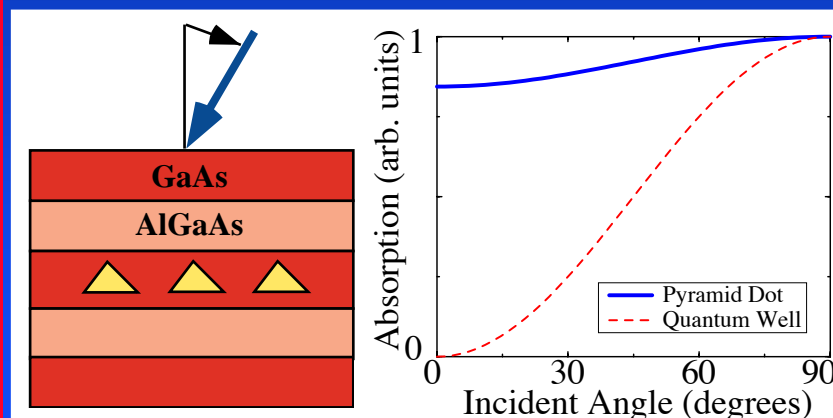 GaAs
AlGaAs
Absorption (arb. units)
1
0
Pyramid Dot
Quantum Well
0 30 60 90
Incident Angle (degrees)